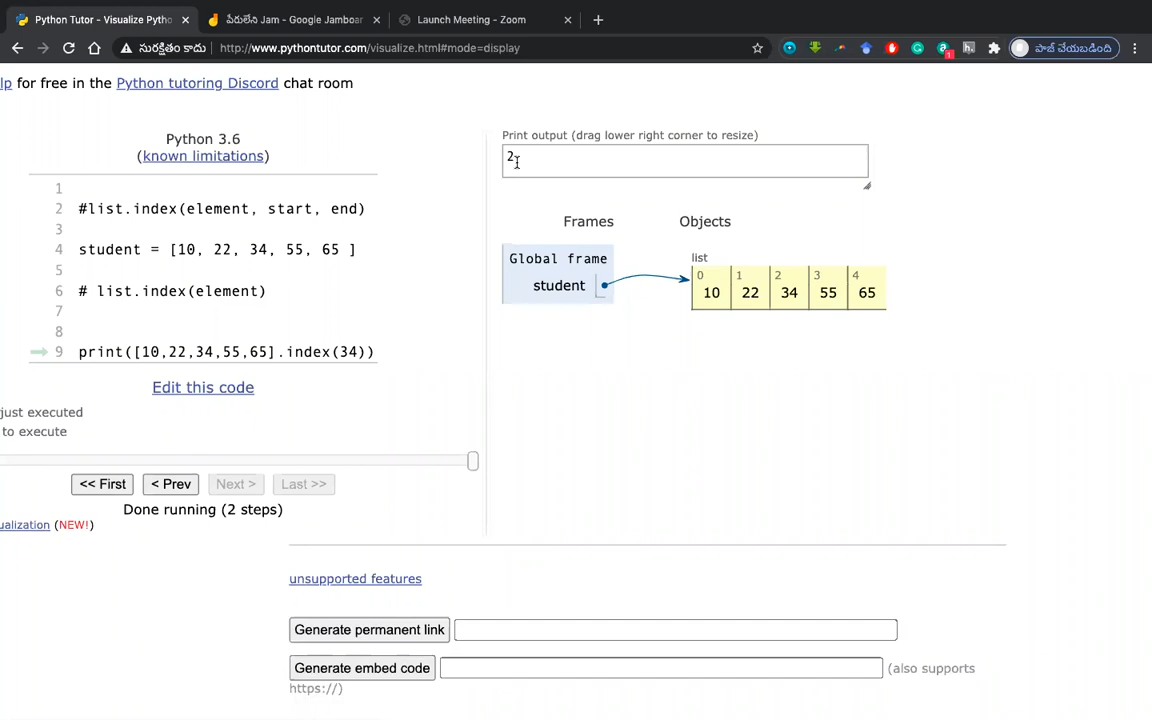 Python Tutor - Visualize Pytho
పేరులేని Jam - Google Jamboar
Launch Meeting - Zoom
సురక్షితం కాదు
http://www.pythontutor.com/visualize.html#mode=display
1
పాజ్ చేయబడింది
lp for free in the Python tutoring Discord chat room
Python 3.6
(known limitations)
1
2 #list.index(element, start, end)
3
4 student = [10, 22, 34, 55, 65 ]
5
6 # list.index(element)
7
8
9 print([10,22,34,55,65].index(34))
Edit this code
just executed
to execute
<< First
< Prev
Next >
Last >>
Done running (2 steps)
ualization (NEW!)
Print output (drag lower right corner to resize)
2
Frames
Objects
Global frame
student
list
0 1 2 3 4
10 22 34 55 65
unsupported features
Generate permanent link
Generate embed code
(also supports
https://)